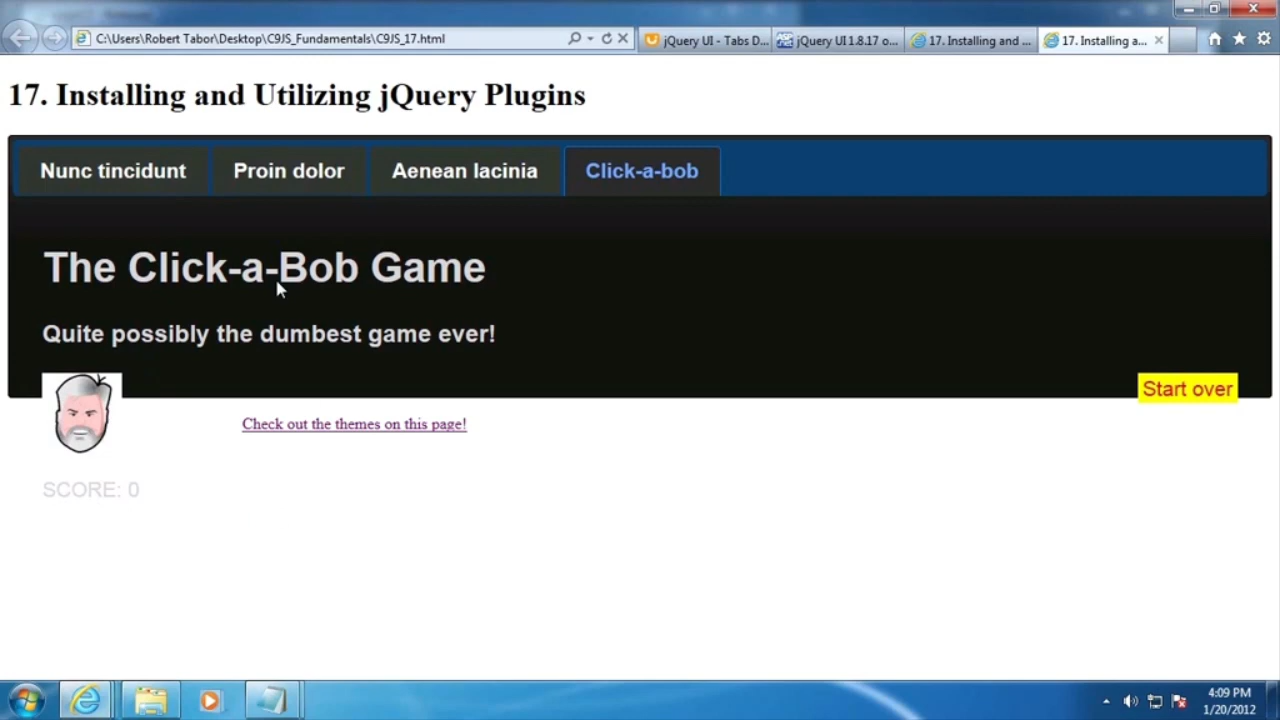 C:\Users\Robert Tabor\Desktop\C9JS_Fundamentals\C9JS_17.html
jQuery UI - Tabs D...
jQuery UI 1.8.17 o...
17. Installing and ...
17. Installing a...
17. Installing and Utilizing jQuery Plugins
Nunc tincidunt
Proin dolor
Aenean lacinia
Click-a-bob
The Click-a-Bob Game
Quite possibly the dumbest game ever!
Start over
Check out the themes on this page!
SCORE: 0
4:09 PM
1/20/2012